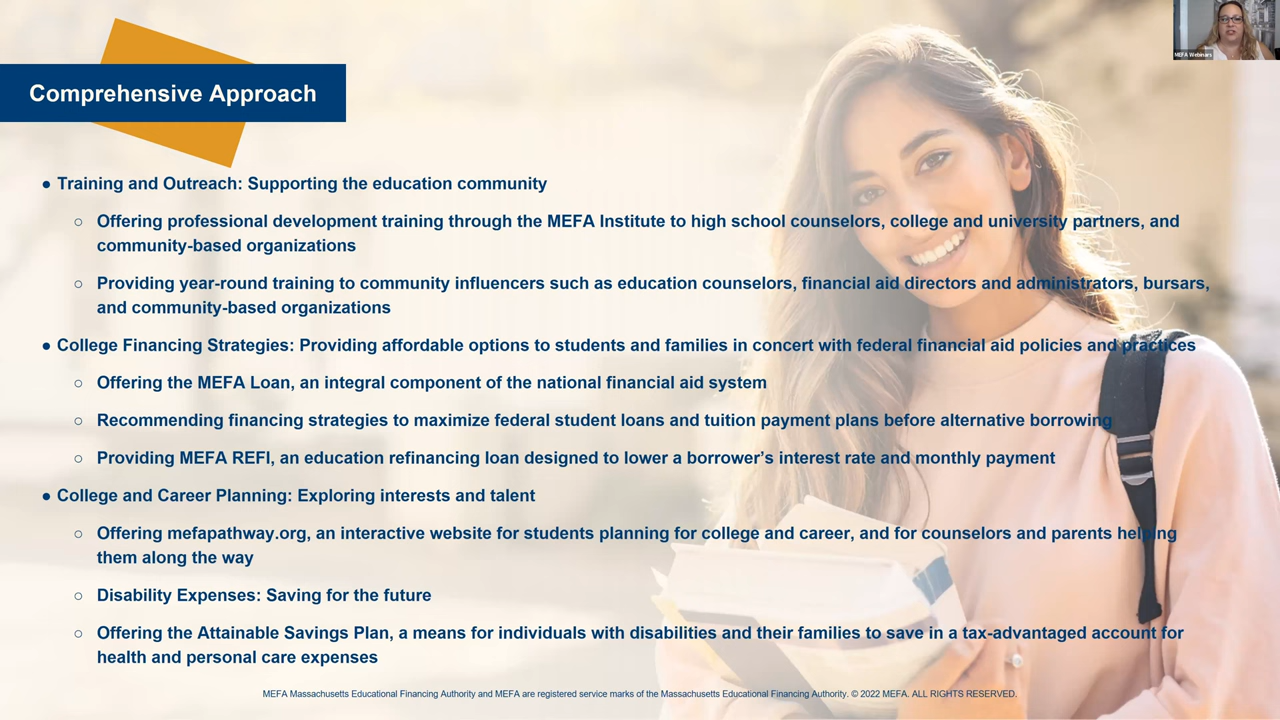 MEFA Webinars
Comprehensive Approach
● Training and Outreach: Supporting the education community
○ Offering professional development training through the MEFA Institute to high school counselors, college and university partners, and
community-based organizations
○ Providing year-round training to community influencers such as education counselors, financial aid directors and administrators, bursars,
and community-based organizations
● College Financing Strategies: Providing affordable options to students and families in concert with federal financial aid policies and practices
○ Offering the MEFA Loan, an integral component of the national financial aid system
○ Recommending financing strategies to maximize federal student loans and tuition payment plans before alternative borrowing
○ Providing MEFA REFI, an education refinancing loan designed to lower a borrower’s interest rate and monthly payment
● College and Career Planning: Exploring interests and talent
○ Offering mefapathway.org, an interactive website for students planning for college and career, and for counselors and parents helping
them along the way
○ Disability Expenses: Saving for the future
○ Offering the Attainable Savings Plan, a means for individuals with disabilities and their families to save in a tax-advantaged account for
health and personal care expenses
MEFA Massachusetts Educational Financing Authority and MEFA are registered service marks of the Massachusetts Educational Financing Authority. © 2022 MEFA. ALL RIGHTS RESERVED.